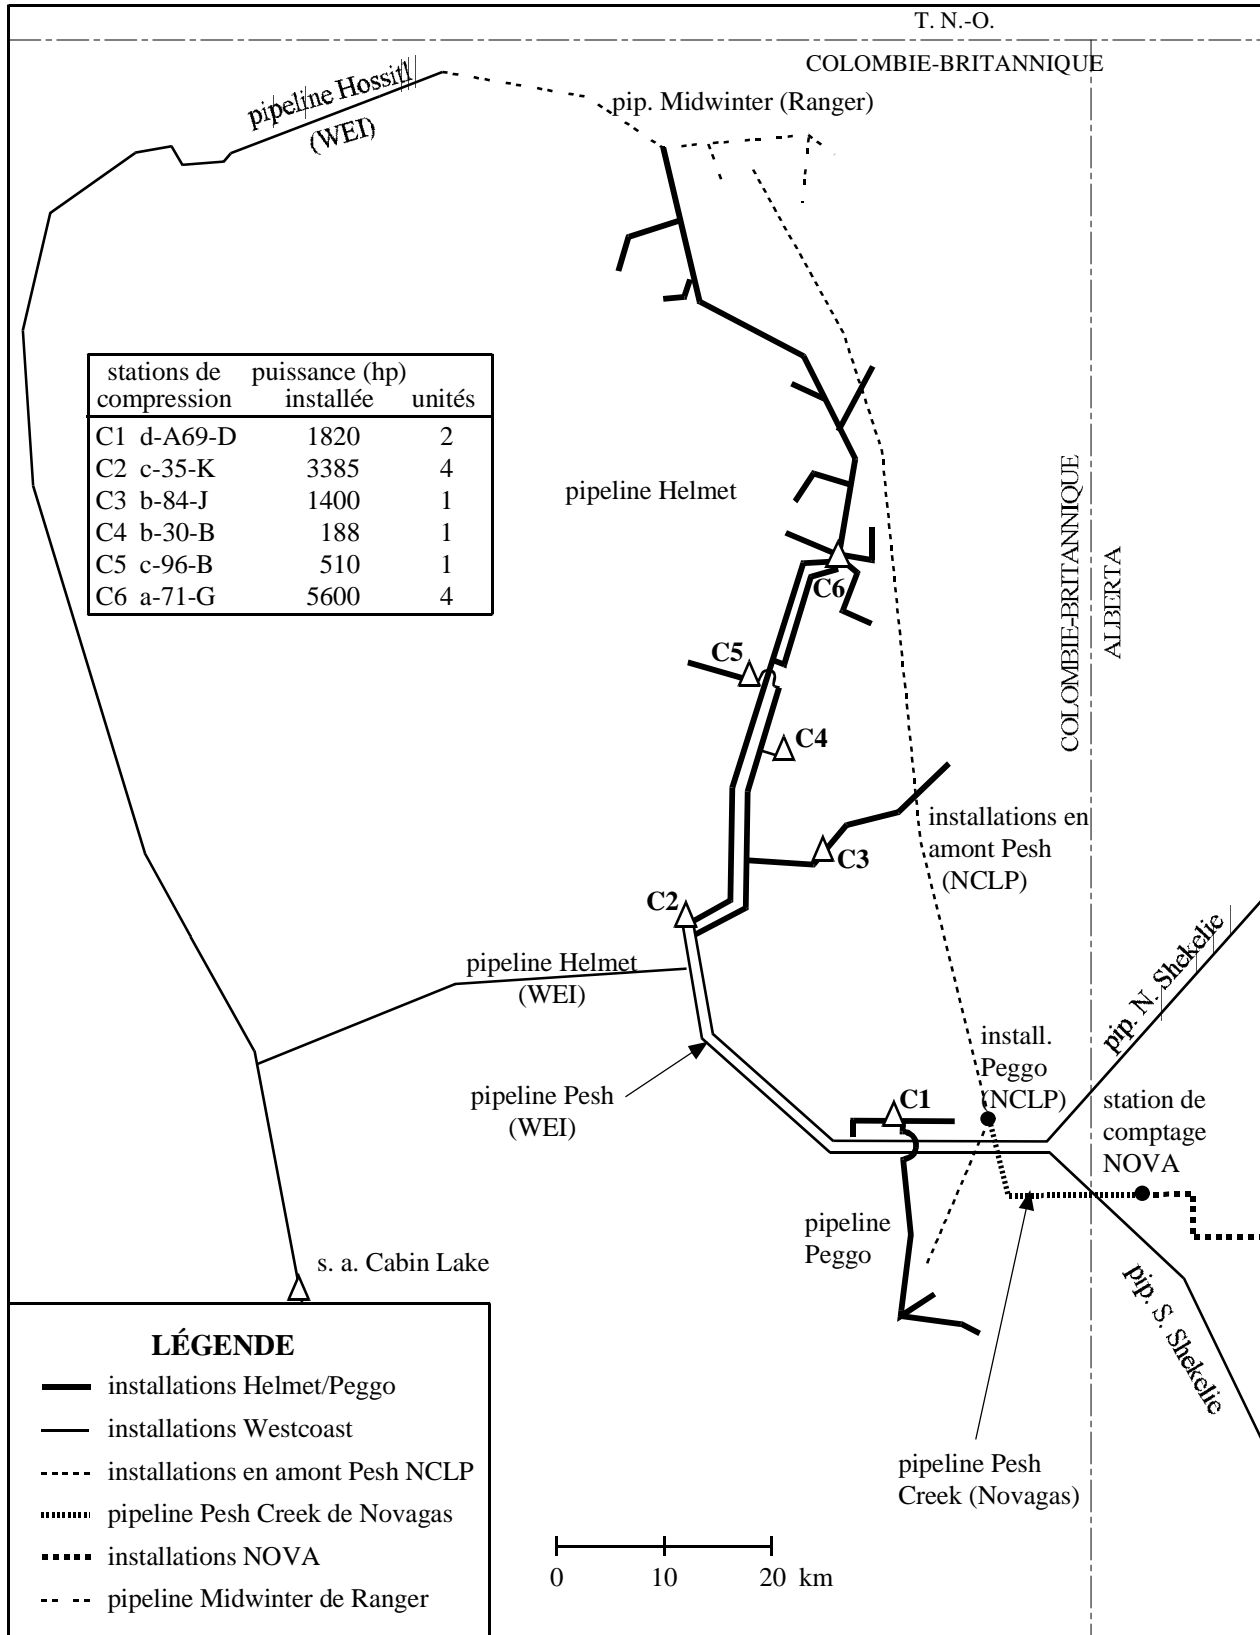 T. N.-O.
COLOMBIE-BRITANNIQUE
pipeline Hossitl
(WEI)
pip. Midwinter (Ranger)
stations de puissance (hp)
compression installée unités
C1 d-A69-D 1820 2
C2 c-35-K 3385 4
C3 b-84-J 1400 1
C4 b-30-B 188 1
C5 c-96-B 510 1
C6 a-71-G 5600 4
pipeline Helmet
COLOMBIE-BRITANNIQUE
ALBERTA
C6
C5
C4
installations en
amont Pesh
(NCLP)
C3
C2
pipeline Helmet
(WEI)
pip. N. Shekelie
install.
Peggo
(NCLP)
pipeline Pesh
(WEI)
C1
station de
comptage
NOVA
pipeline
Peggo
s. a. Cabin Lake
pip. S. Shekelie
pipeline Pesh
Creek (Novagas)
LÉGENDE
installations Helmet/Peggo
installations Westcoast
installations en amont Pesh NCLP
pipeline Pesh Creek de Novagas
installations NOVA
pipeline Midwinter de Ranger
0 10 20 km